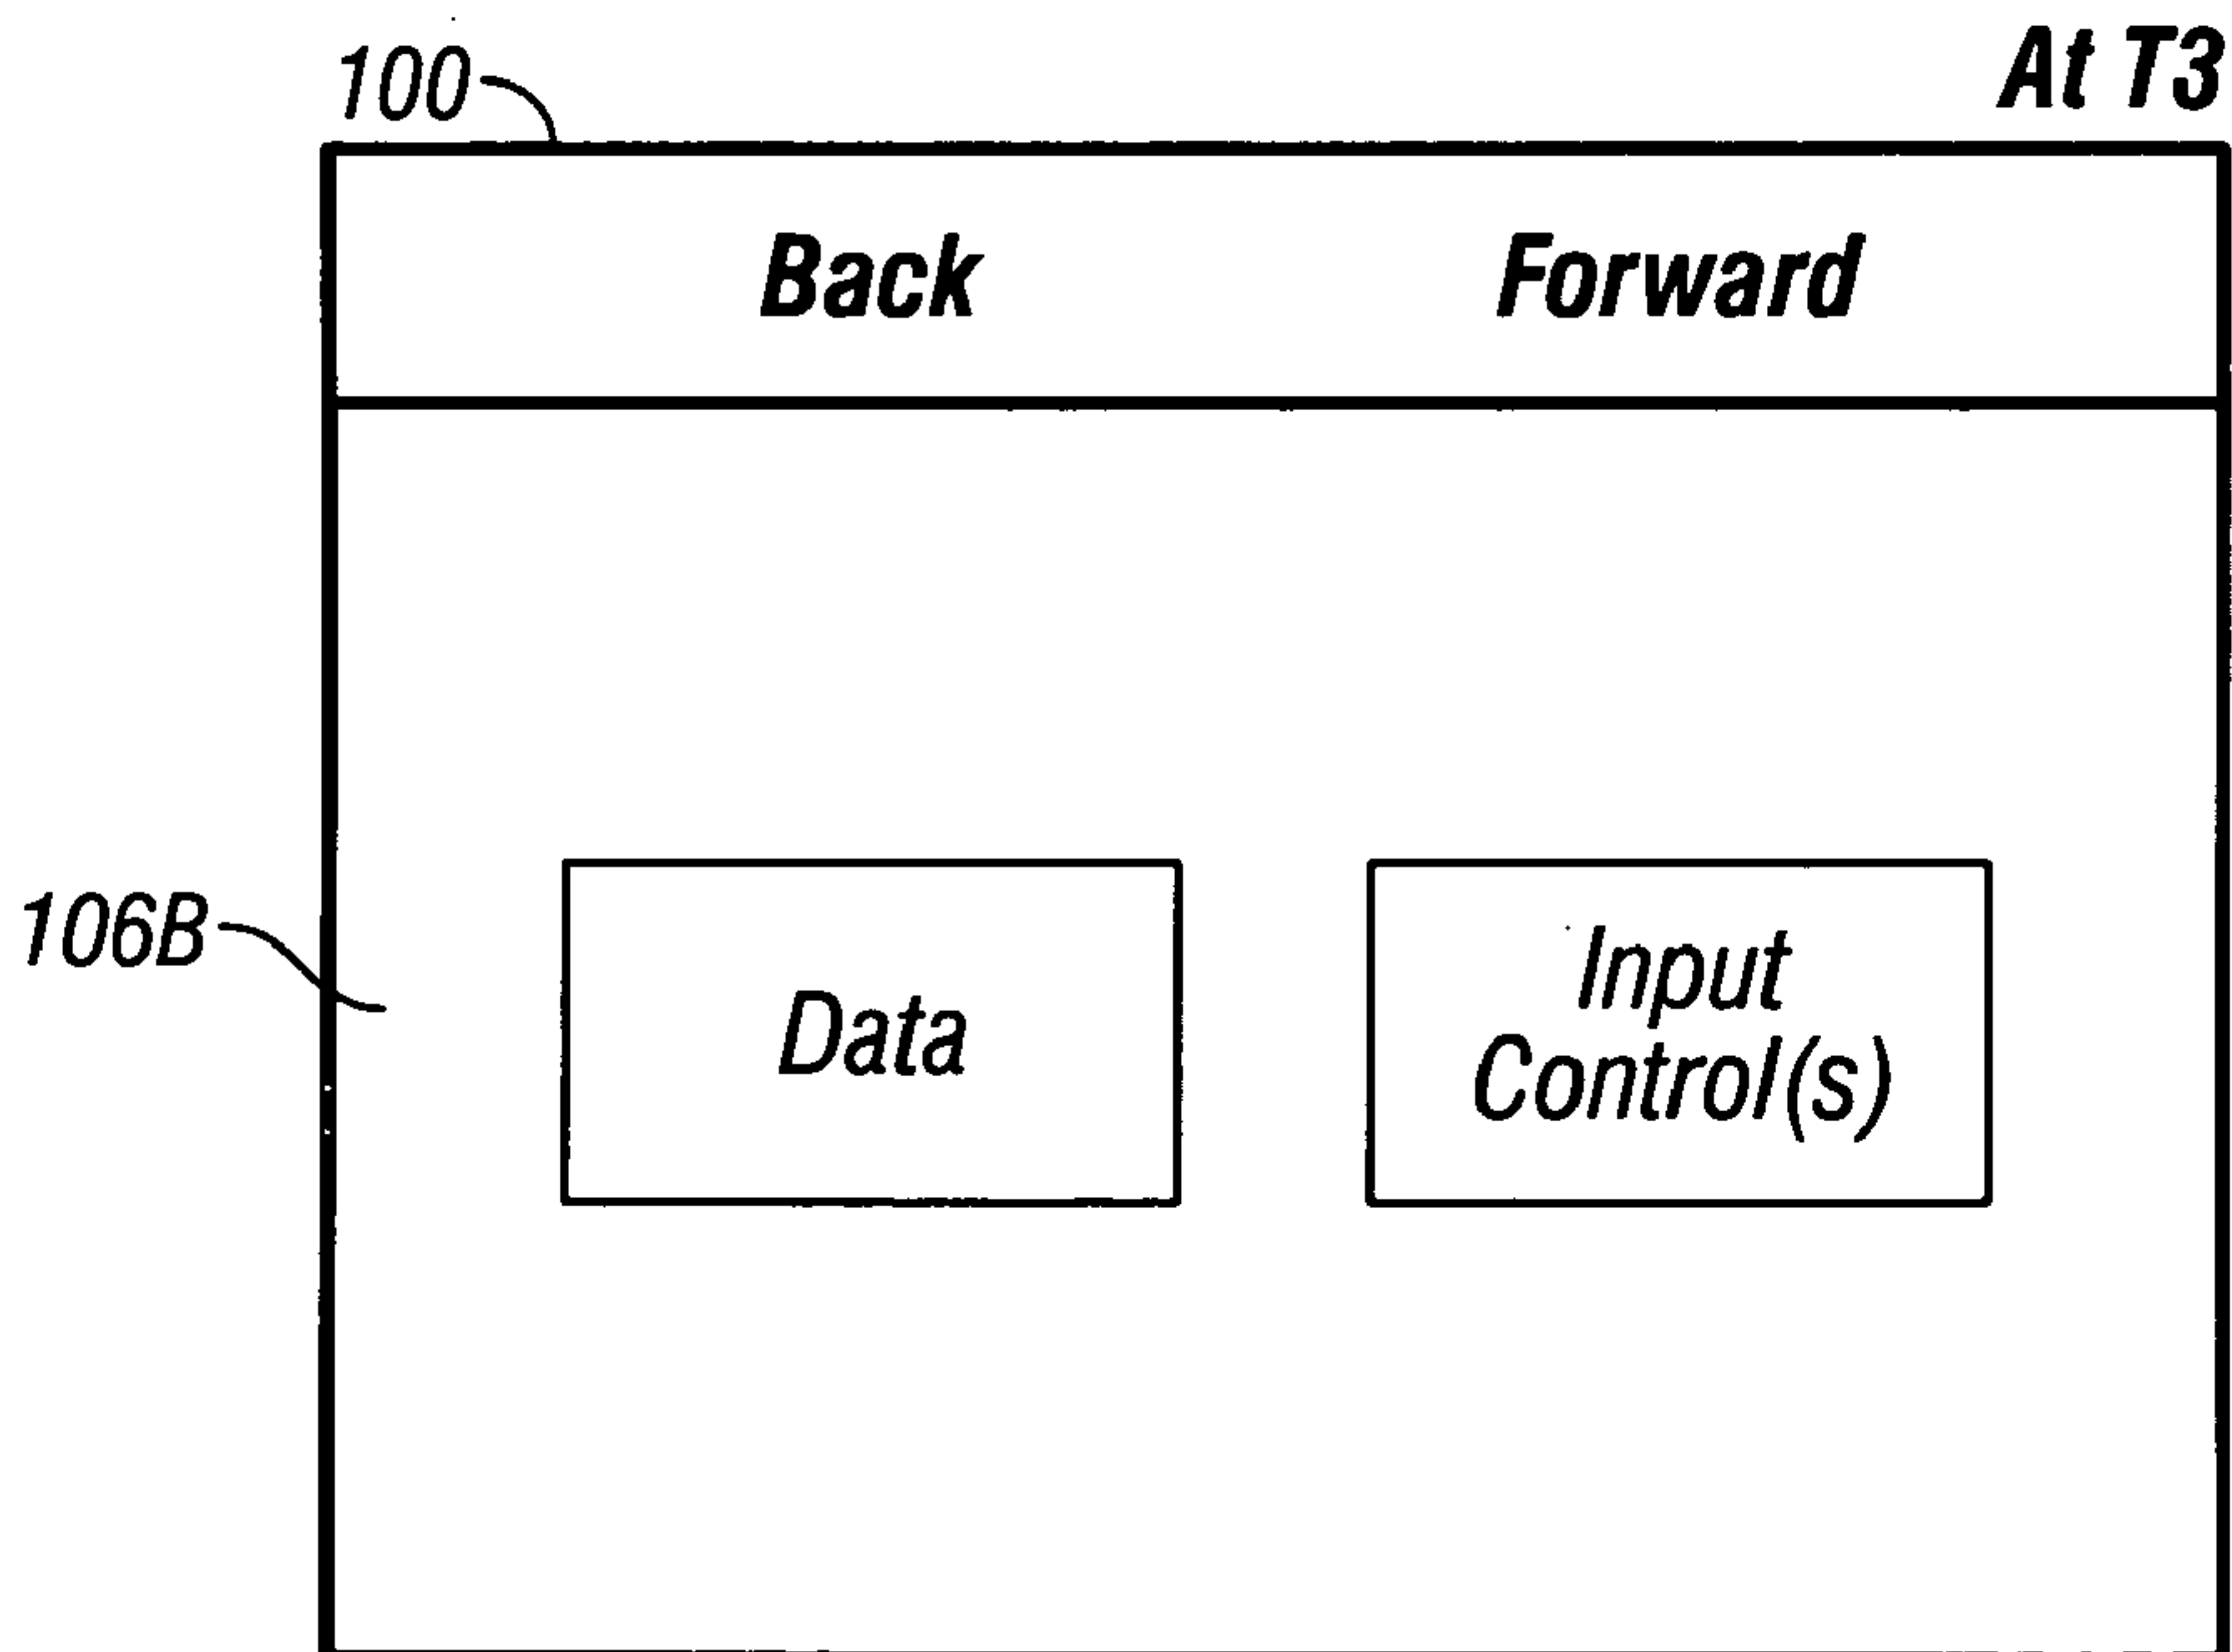 100
At T3
Back Forward
106B
Data
Input
Control(s)